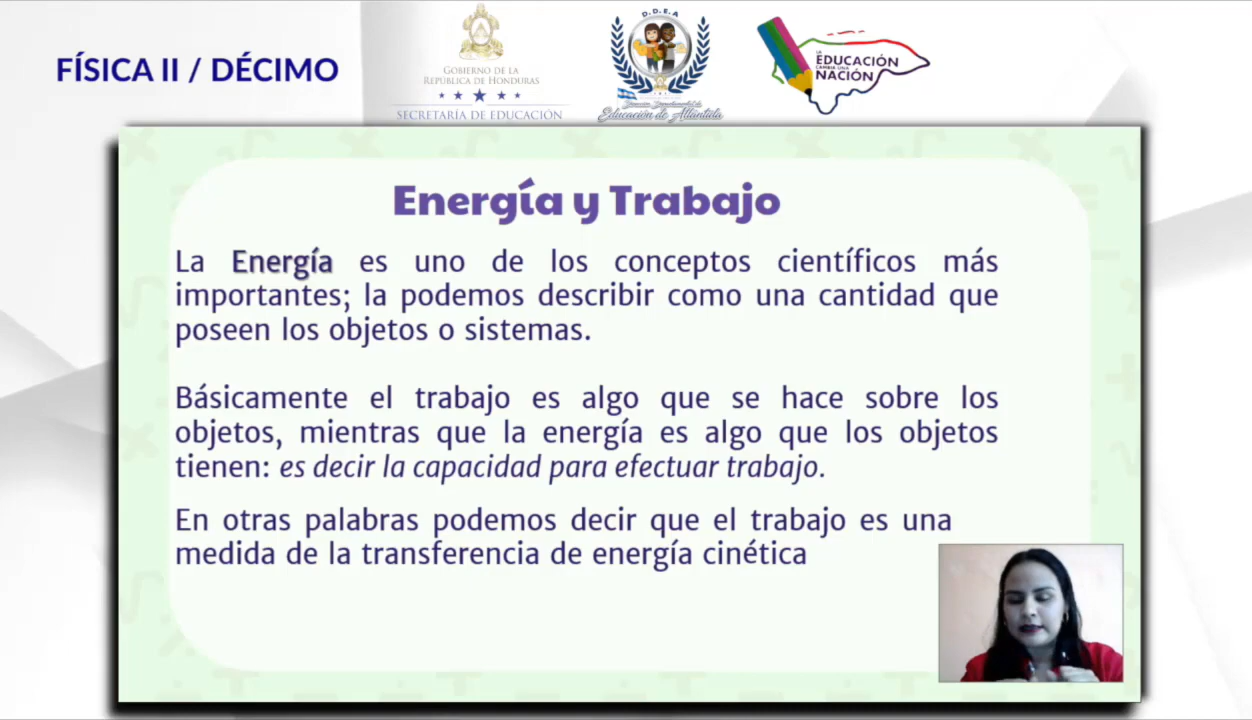 FÍSICA II / DÉCIMO
GOBIERNO DE LA
REPÚBLICA DE HONDURAS
SECRETARÍA DE EDUCACIÓN
D.D.E.A
Educación de Atlántida
LA
EDUCACIÓN
CAMBIA UNA
NACIÓN
Energía y Trabajo
La Energía es uno de los conceptos científicos más
importantes; la podemos describir como una cantidad que
poseen los objetos o sistemas.
Básicamente el trabajo es algo que se hace sobre los
objetos, mientras que la energía es algo que los objetos
tienen: es decir la capacidad para efectuar trabajo.
En otras palabras podemos decir que el trabajo es una
medida de la transferencia de energía cinética